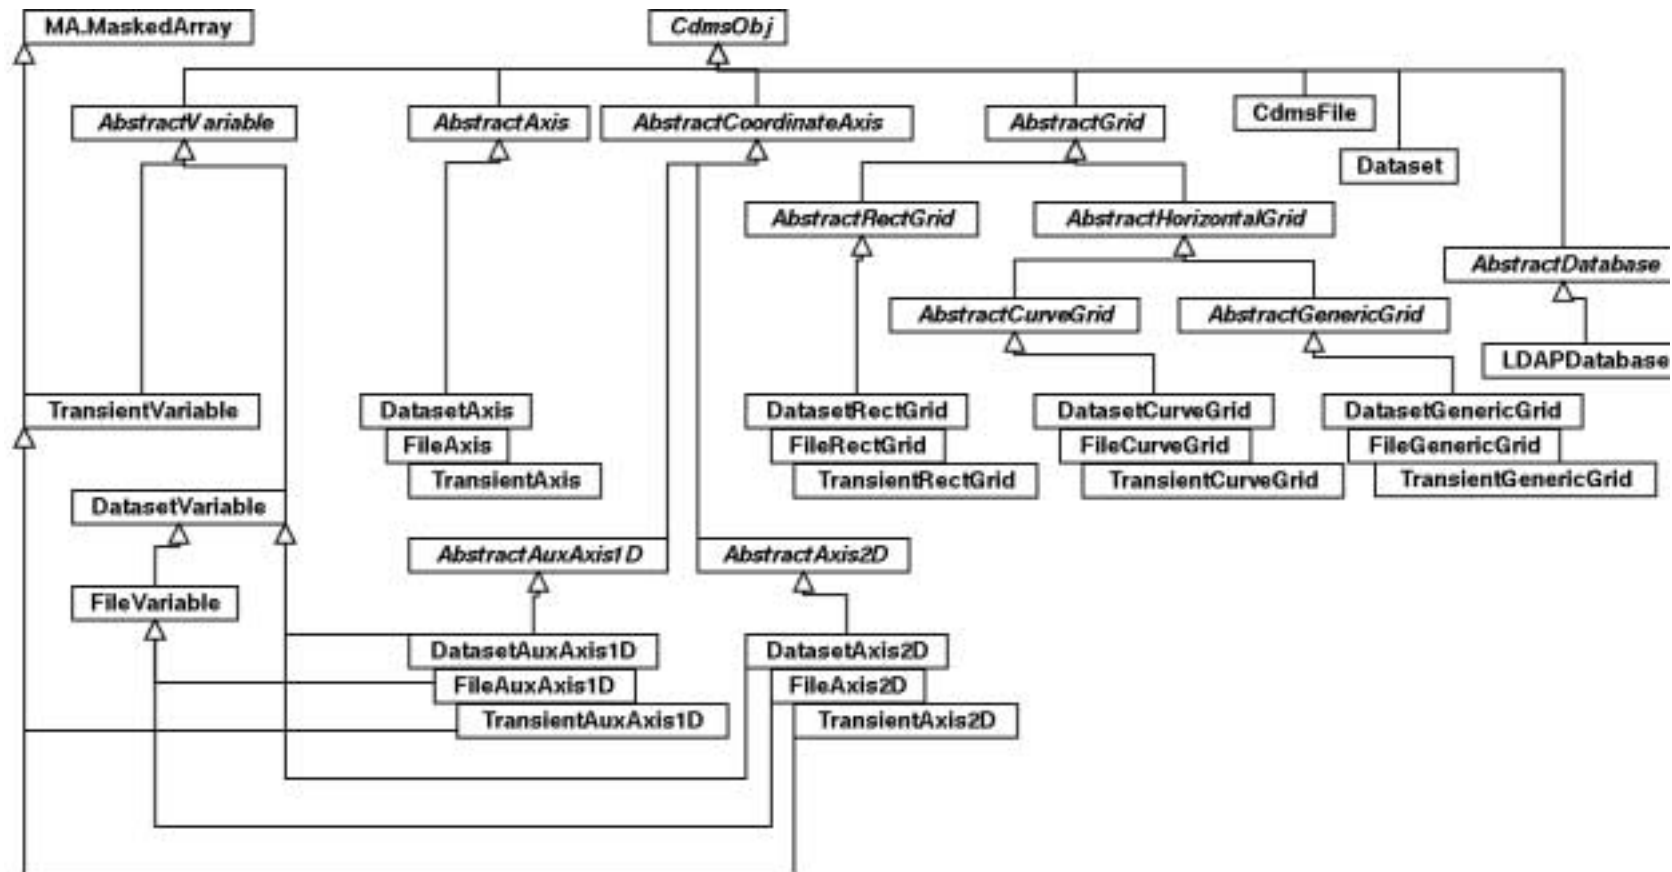 MA.MaskedArray
CdmsObj
AbstractVariable
AbstractAxis
AbstractCoordinateAxis
AbstractGrid
CdmsFile
Dataset
AbstractRectGrid
AbstractHorizontalGrid
AbstractDatabase
AbstractCurveGrid
AbstractGenericGrid
LDAPDatabase
TransientVariable
DatasetAxis
FileAxis
TransientAxis
DatasetRectGrid
FileRectGrid
TransientRectGrid
DatasetCurveGrid
FileCurveGrid
TransientCurveGrid
DatasetGenericGrid
FileGenericGrid
TransientGenericGrid
DatasetVariable
AbstractAuxAxis1D
AbstractAxis2D
FileVariable
DatasetAuxAxis1D
FileAuxAxis1D
TransientAuxAxis1D
DatasetAxis2D
FileAxis2D
TransientAxis2D